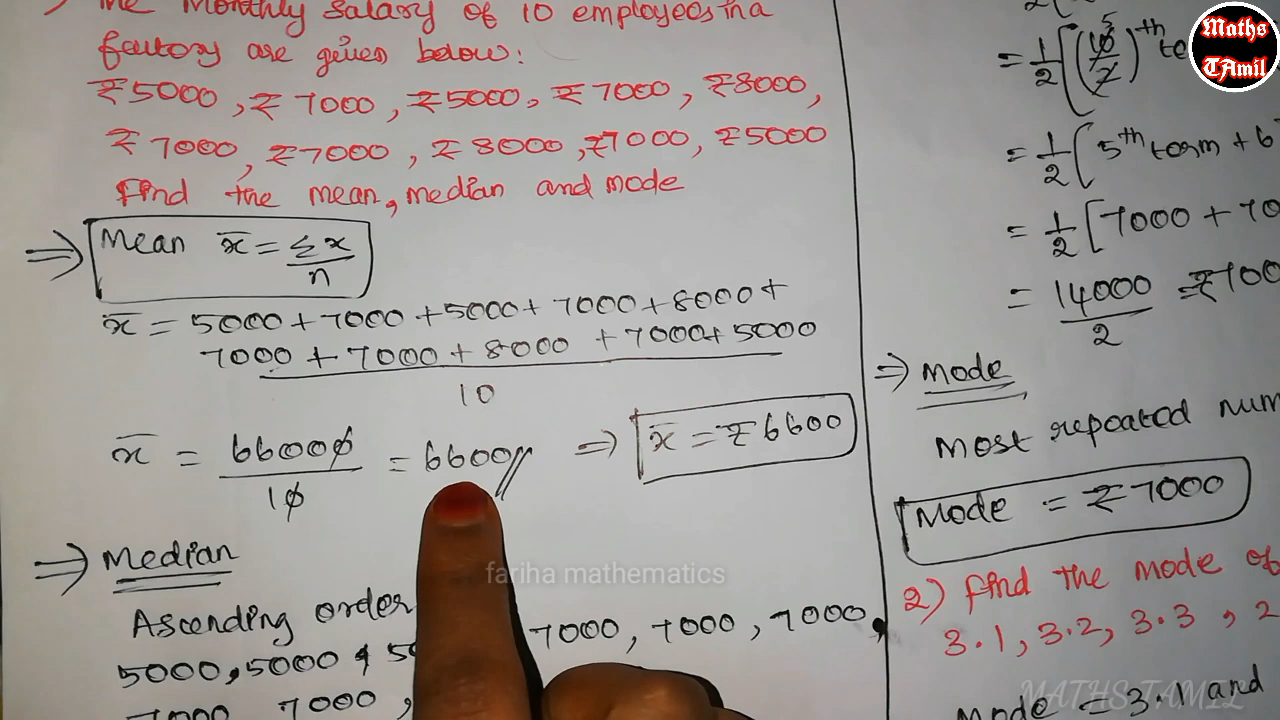 The Monthly Salary of 10 employees in a
factory are given below:
₹5000, ₹7000, ₹5000, ₹7000, ₹8000,
₹7000, ₹7000, ₹8000, ₹7000, ₹5000
Find the mean, median and mode
⇒ Mean x̄ = Σx/n
x̄ = 5000+7000+5000+7000+8000+
7000+7000+8000+7000+5000
10
x̄ = 66000/10 = 6600 ⇒ x̄ = ₹6600
⇒ Median
Ascending order
5000, 5000, 50 7000, 7000, 7000,
7000, 7000,
= 1/2 [(10/2)th 5
= 1/2 [5th term + 6
= 1/2 [7000 + 70
= 14000/2 = ₹700
⇒ Mode
Most repeated num
Mode = ₹7000
2) Find the mode of
3.1, 3.2, 3.3, 2
Mode = 3.1 and
Maths
TAmil
fariha mathematics
MATHS TAMIL